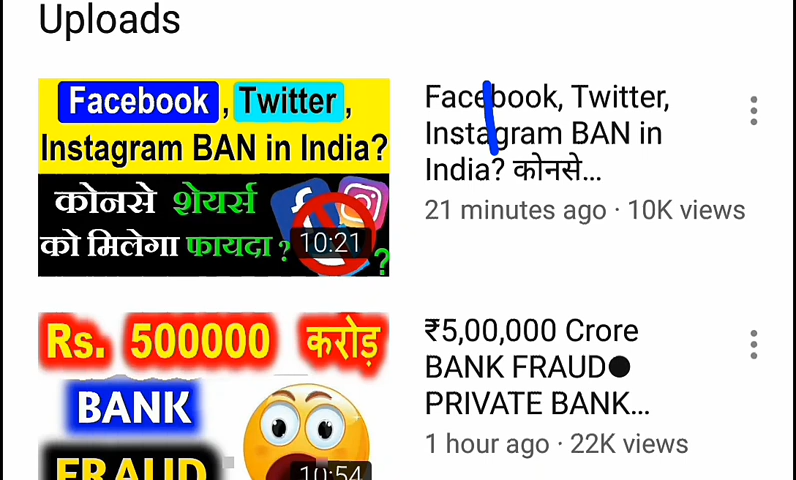 Uploads
Facebook, Twitter,
Instagram BAN in India?
कोनसे शेयर्स
को मिलेगा फायदा ?
10:21
?
Facebook, Twitter,
Instagram BAN in
India? कोनसे...
21 minutes ago · 10K views
Rs. 500000 करोड़
BANK
FRAUD
10:54
₹5,00,000 Crore
BANK FRAUD●
PRIVATE BANK...
1 hour ago · 22K views